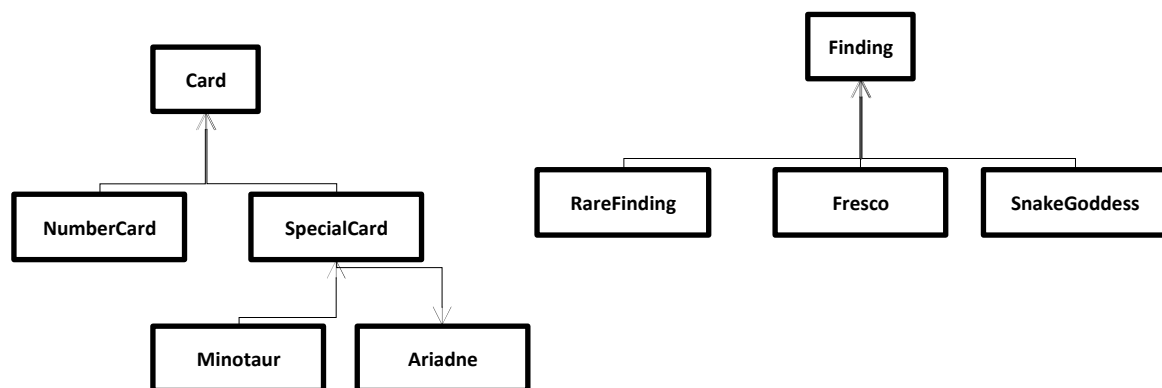 Finding
Card
RareFinding
Fresco
SnakeGoddess
NumberCard
SpecialCard
Minotaur
Ariadne